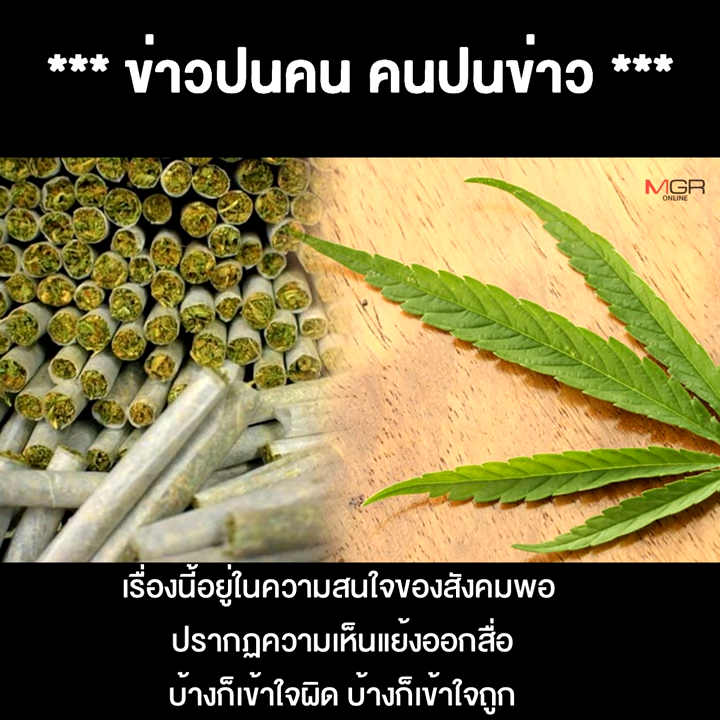 *** ข่าวปนคน คนปนข่าว ***
MGR
ONLINE
เรื่องนี้อยู่ในความสนใจของสังคมพอ
ปรากฏความเห็นแย้งออกสื่อ
บ้างก็เข้าใจผิด บ้างก็เข้าใจถูก